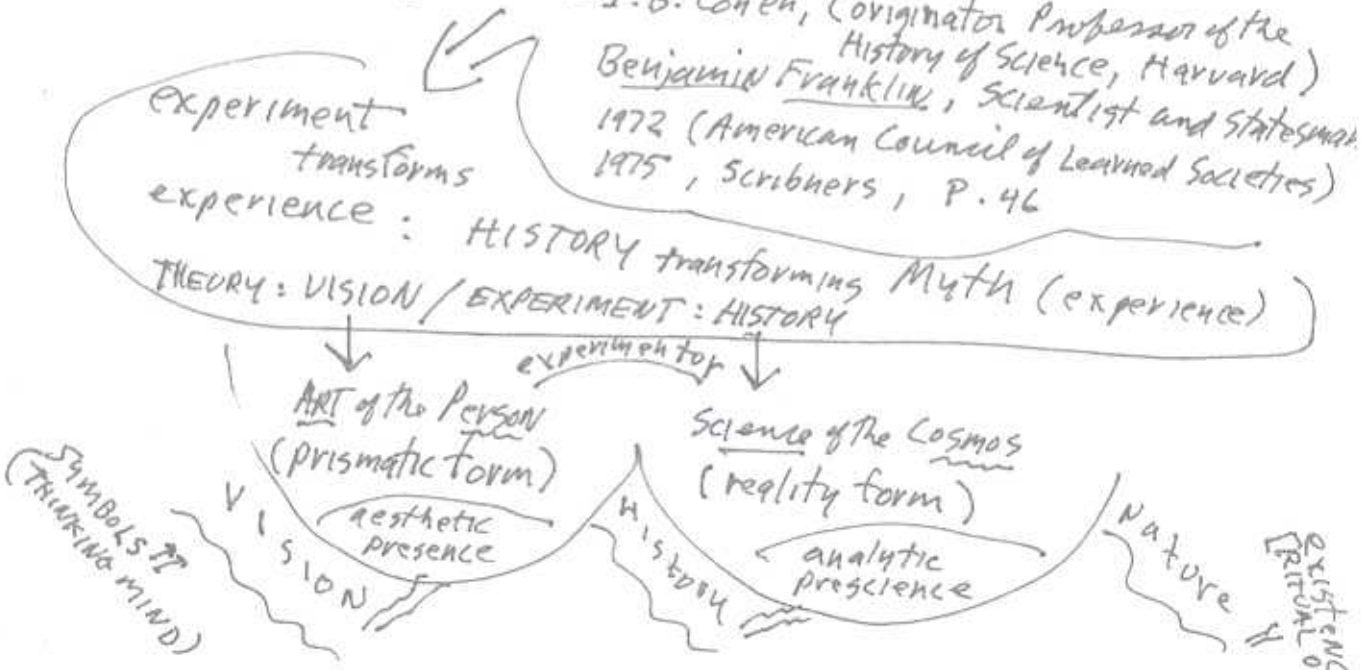 I. B. Cohen, (originator Professor of the
History of Science, Harvard)
Benjamin Franklin, Scientist and Statesman
1972 (American Council of Learned Societies)
1975, Scribners, P. 46
experiment
transforms
experience: HISTORY transforming Myth (experience)
THEORY: VISION / EXPERIMENT: HISTORY
experimentor
ART of the Person
(prismatic form)
Science of the Cosmos
(reality form)
SYMBOLS
(THINKING MIND)
VISION
aesthetic
presence
HISTORY
analytic
prescience
Nature
(RITUAL